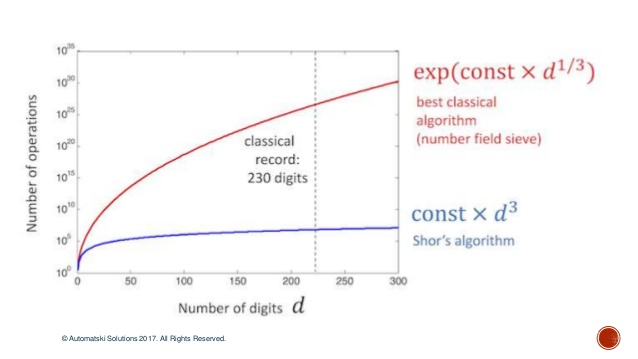 10^35
10^30
10^25
10^20
10^15
10^10
10^5
10^0
Number of operations
0 50 100 150 200 250 300
Number of digits d
classical
record:
230 digits
exp(const × d^1/3)
best classical
algorithm
(number field sieve)
const × d^3
Shor's algorithm
© Automatski Solutions 2017. All Rights Reserved.